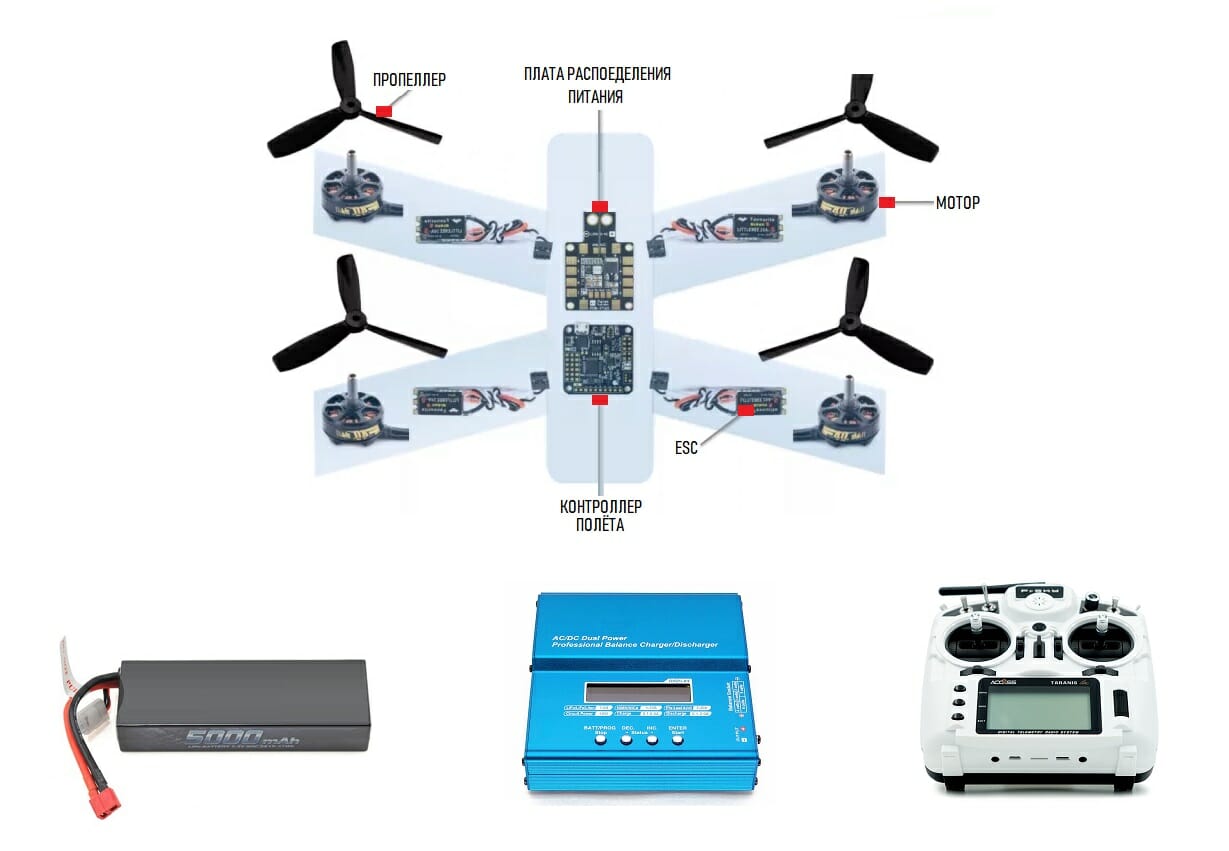 ПРОПЕЛЛЕР
ПЛАТА РАСПОЕДЕЛЕНИЯ
ПИТАНИЯ
МОТОР
ESC
КОНТРОЛЛЕР
ПОЛЁТА
5000mAh
AC/DC Dual Power
Professional Balance Charger/Discharger
BATT/PROG DEC. INC. ENTER
Stop Status Start
FrSKY
ACCESS TARANIS
DIGITAL TELEMETRY RADIO SYSTEM